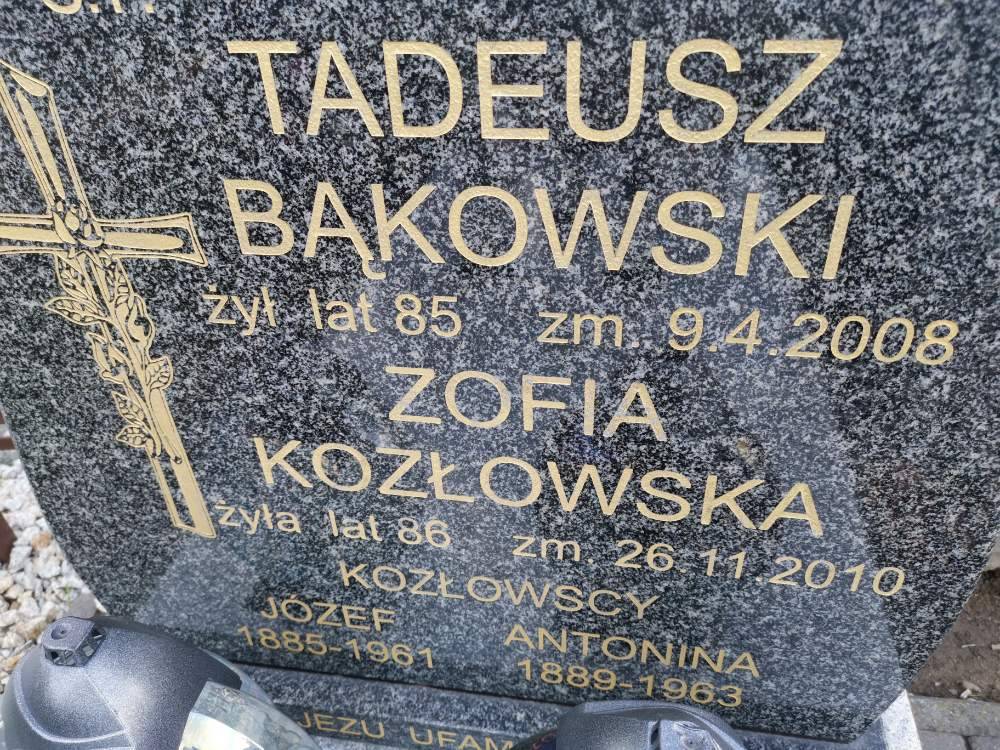 Ś.P.
TADEUSZ
BĄKOWSKI
żył lat 85 zm. 9.4.2008
ZOFIA
KOZŁOWSKA
żyła lat 86 zm. 26.11.2010
KOZŁOWSCY
JÓZEF ANTONINA
1885-1961 1889-1963
JEZU UFAM